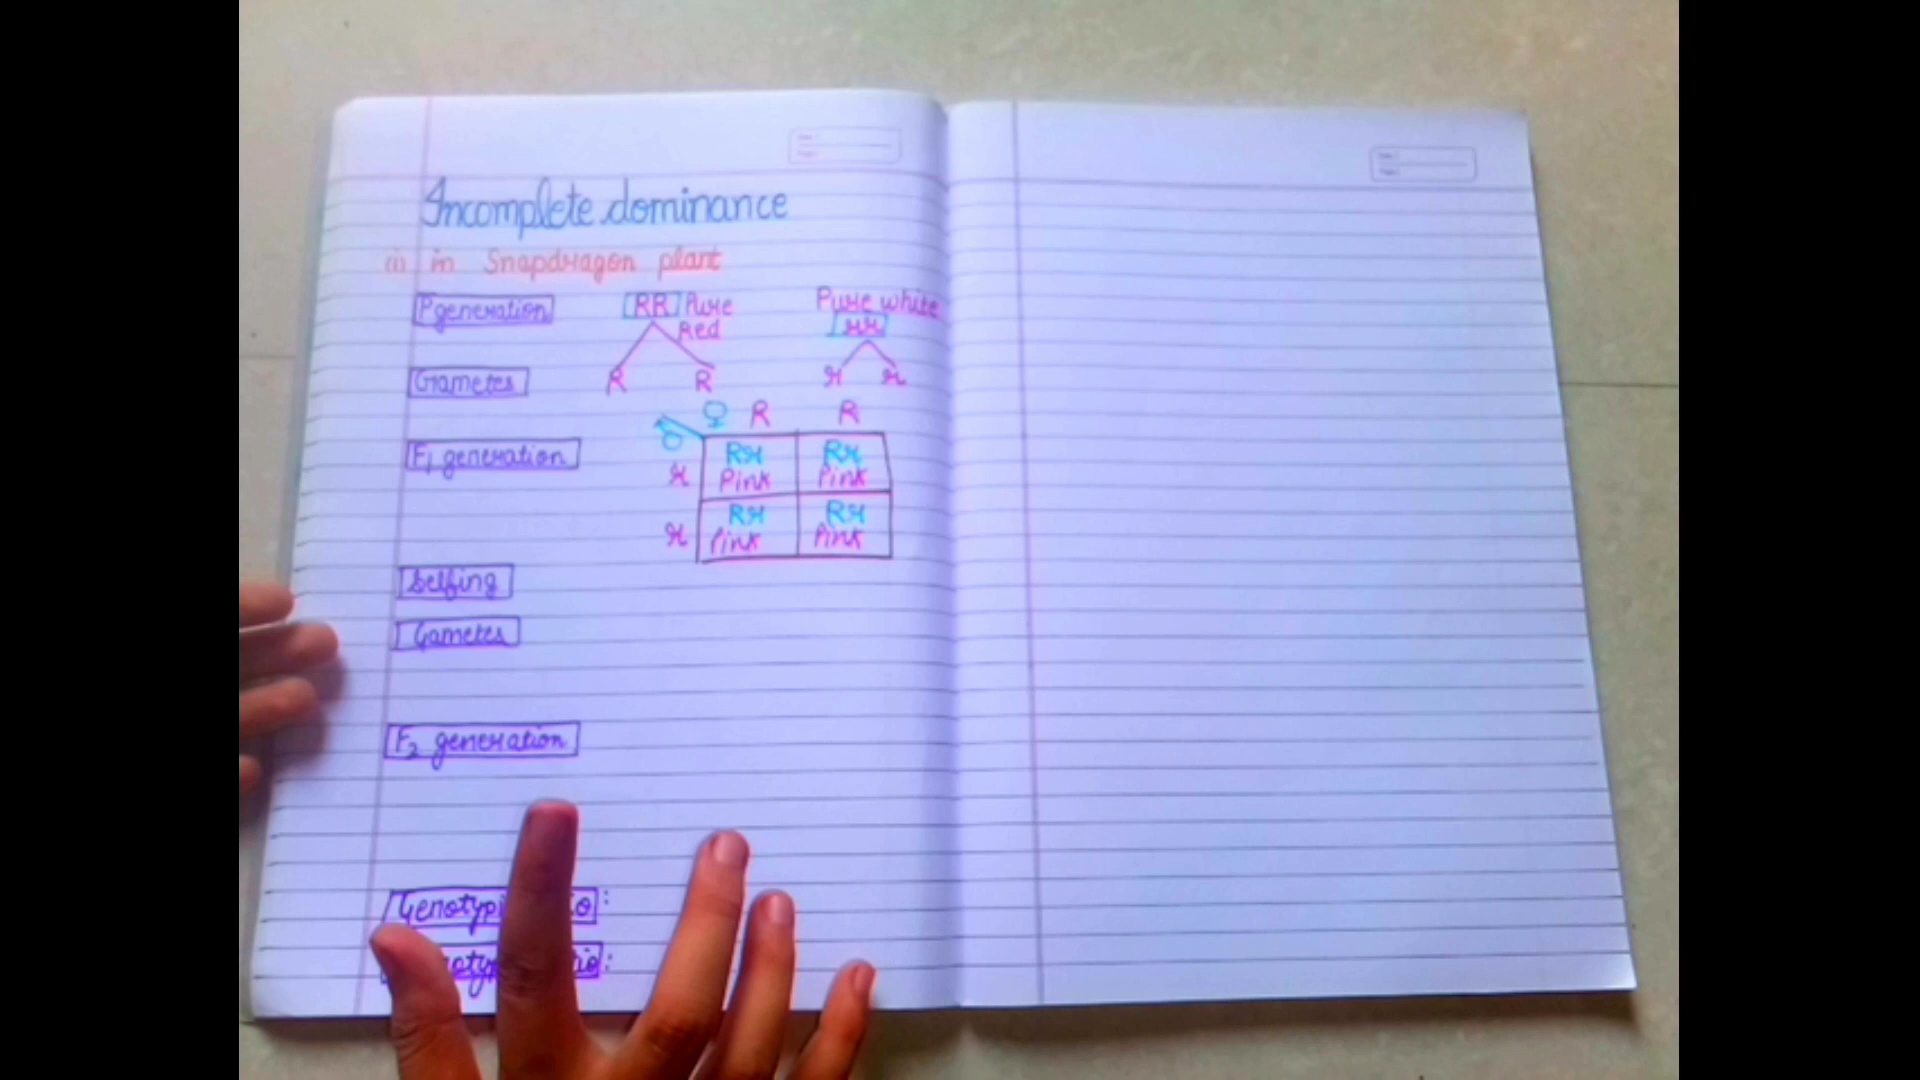 Incomplete dominance
(i) in Snapdragon plant
P generation RR Pure Red Pure white rr
Gametes R R r r
♀ R R
♂
F₁ generation r Rr Pink Rr Pink
r Rr Pink Rr Pink
Selfing
Gametes
F₂ generation
:
: